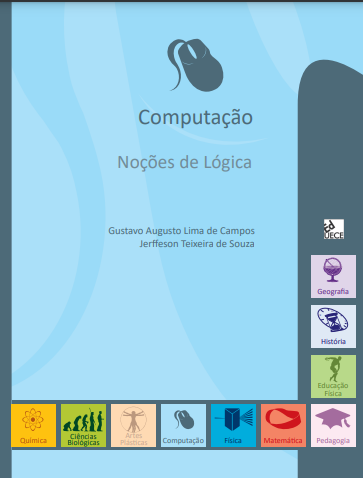 Computação
Noções de Lógica
Gustavo Augusto Lima de Campos
Jerffeson Teixeira de Souza
Ed
UECE
Geografia
História
Educação
Física
Química
Ciências
Biológicas
Artes
Plásticas
Computação
Física
Matemática
Pedagogia